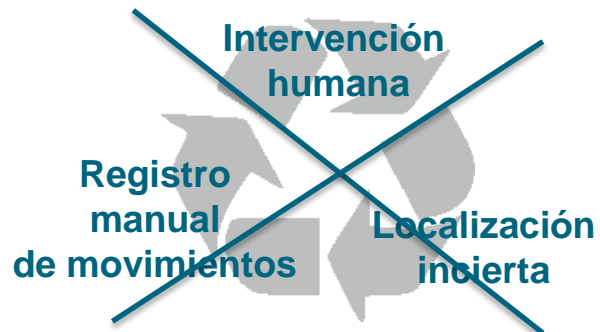 Intervención
humana
Registro
manual
de movimientos
Localización
incierta